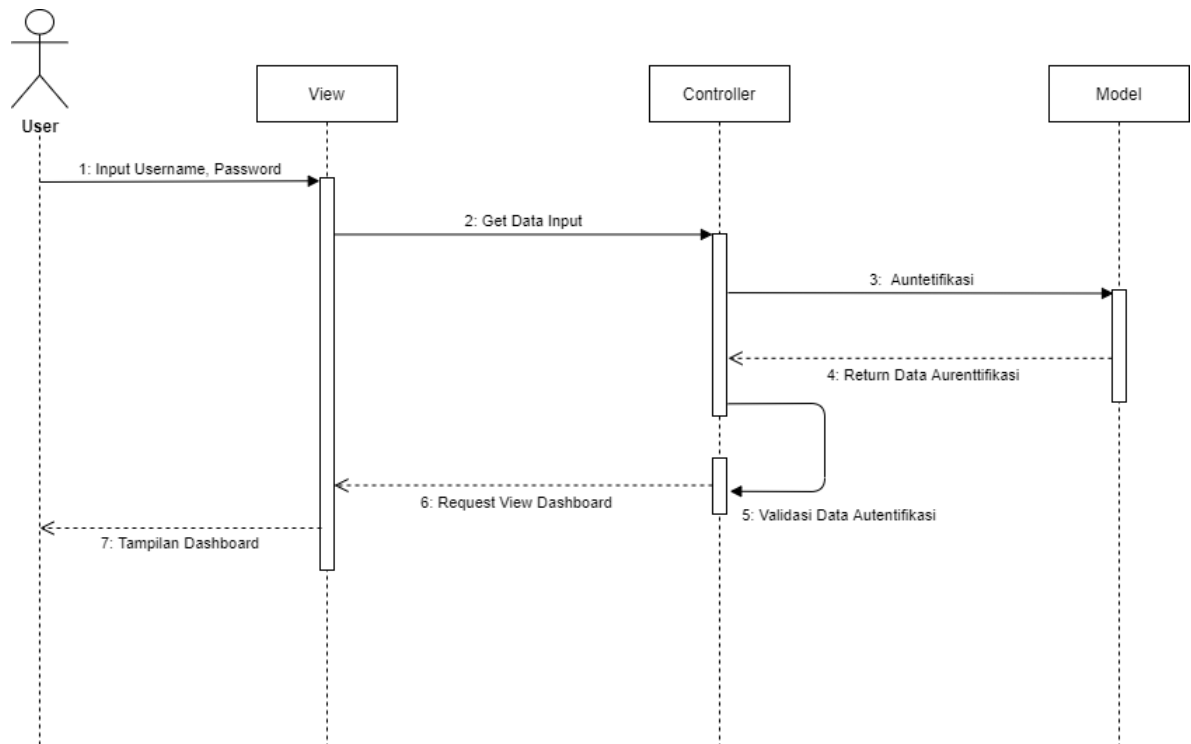 View
Controller
Model
User
1: Input Username, Password
2: Get Data Input
3: Auntetifikasi
4: Return Data Aurenttifikasi
6: Request View Dashboard
5: Validasi Data Autentifikasi
7: Tampilan Dashboard